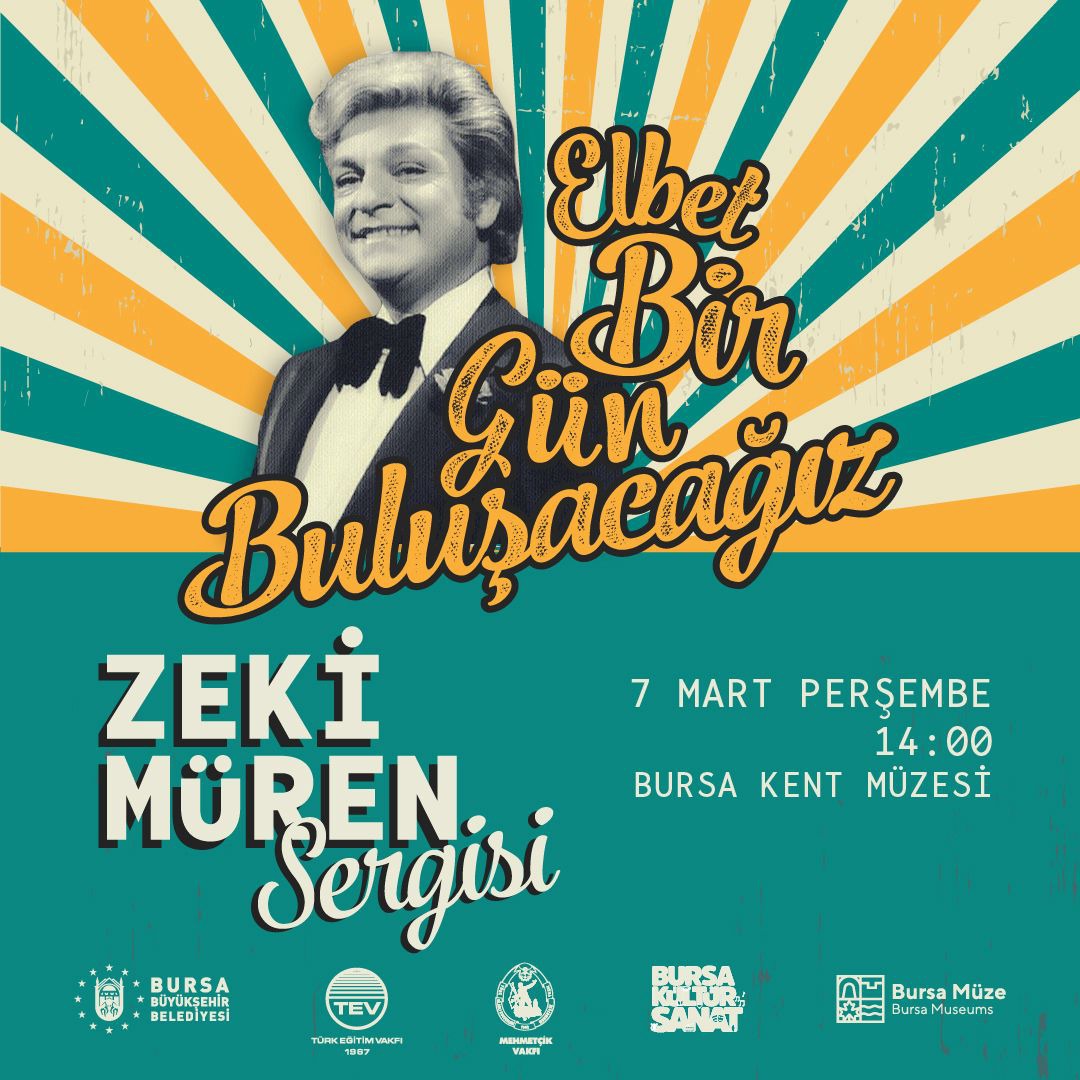 Elbet
Bir
Gün
Buluşacağız
ZEKİ
MÜREN
Sergisi
7 MART PERŞEMBE
14:00
BURSA KENT MÜZESİ
BURSA
BÜYÜKŞEHİR
BELEDİYESİ
TEV
TÜRK EĞİTİM VAKFI
1967
MEHMETÇİK
VAKFI
BURSA
KÜLTÜR
SANAT
Bursa Müze
Bursa Museums